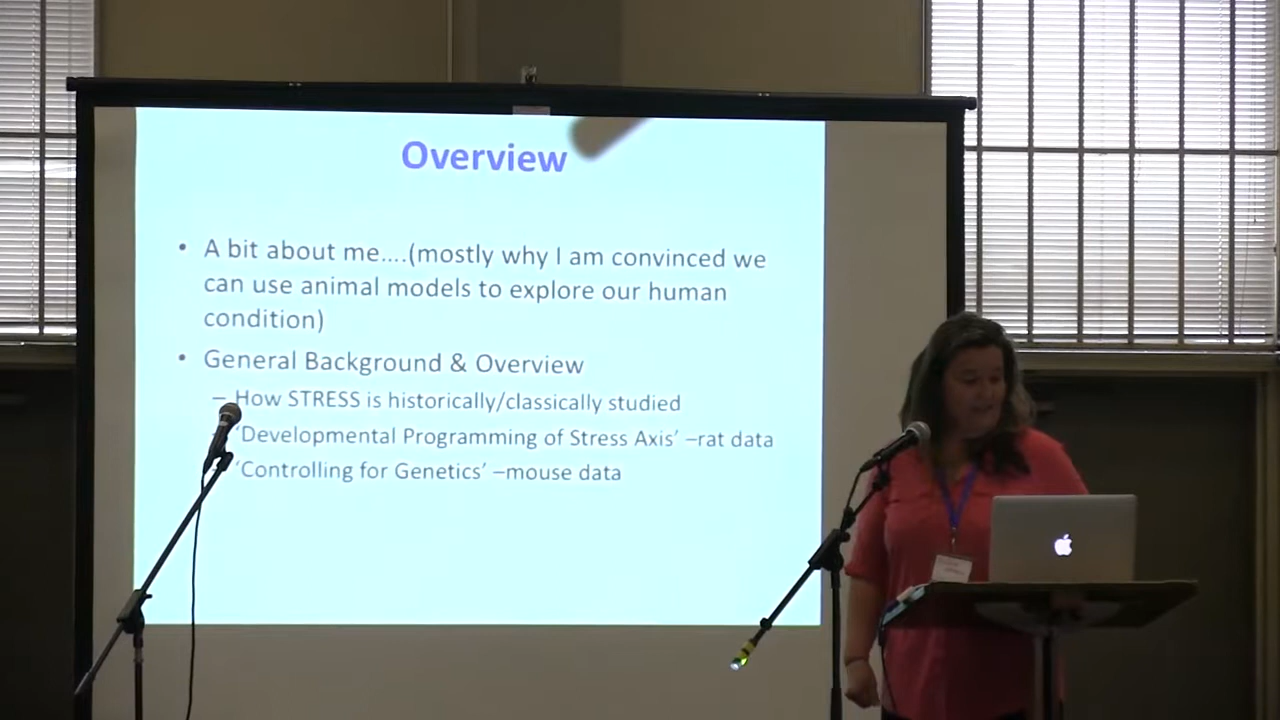 Overview
• A bit about me....(mostly why I am convinced we
can use animal models to explore our human
condition)
• General Background & Overview
– How STRESS is historically/classically studied
'Developmental Programming of Stress Axis' –rat data
'Controlling for Genetics' –mouse data